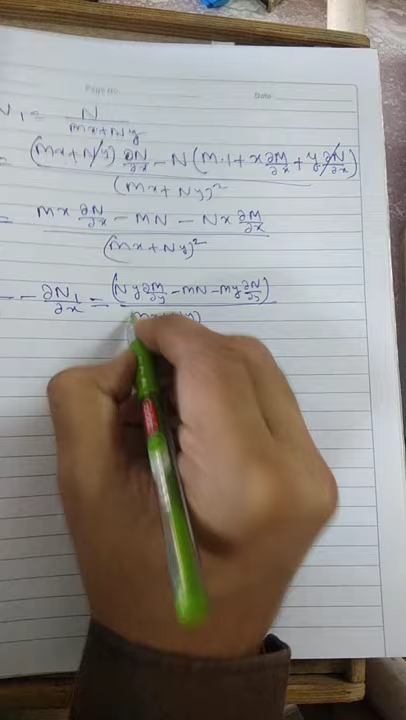 Page No.
Date
N₁ = N / (mx+Ny)
= ((mx+Ny) ∂N/∂x − N (m·1 + x ∂M/∂x + y ∂N/∂x)) / (mx+Ny)²
= (mx ∂N/∂x − MN − Nx ∂M/∂x) / (mx+Ny)²
− ∂N₁/∂x = (Ny ∂M/∂y − MN − my ∂N/∂y)